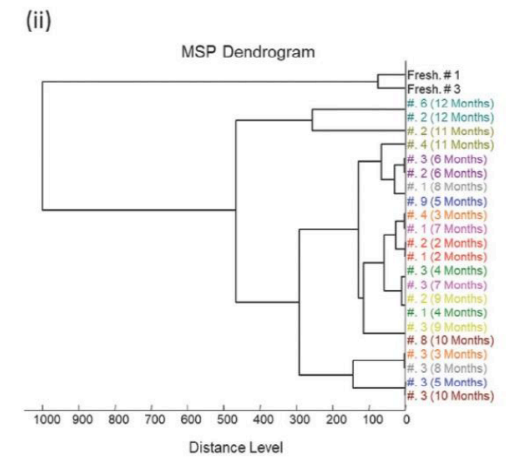 (ii)
MSP Dendrogram
Fresh. # 1
Fresh. # 3
#. 6 (12 Months)
#. 2 (12 Months)
#. 2 (11 Months)
#. 4 (11 Months)
#. 3 (6 Months)
#. 2 (6 Months)
#. 1 (8 Months)
#. 9 (5 Months)
#. 4 (3 Months)
#. 1 (7 Months)
#. 2 (2 Months)
#. 1 (2 Months)
#. 3 (4 Months)
#. 3 (7 Months)
#. 2 (9 Months)
#. 1 (4 Months)
#. 3 (9 Months)
#. 8 (10 Months)
#. 3 (3 Months)
#. 3 (8 Months)
#. 3 (5 Months)
#. 3 (10 Months)
1000 900 800 700 600 500 400 300 200 100 0
Distance Level